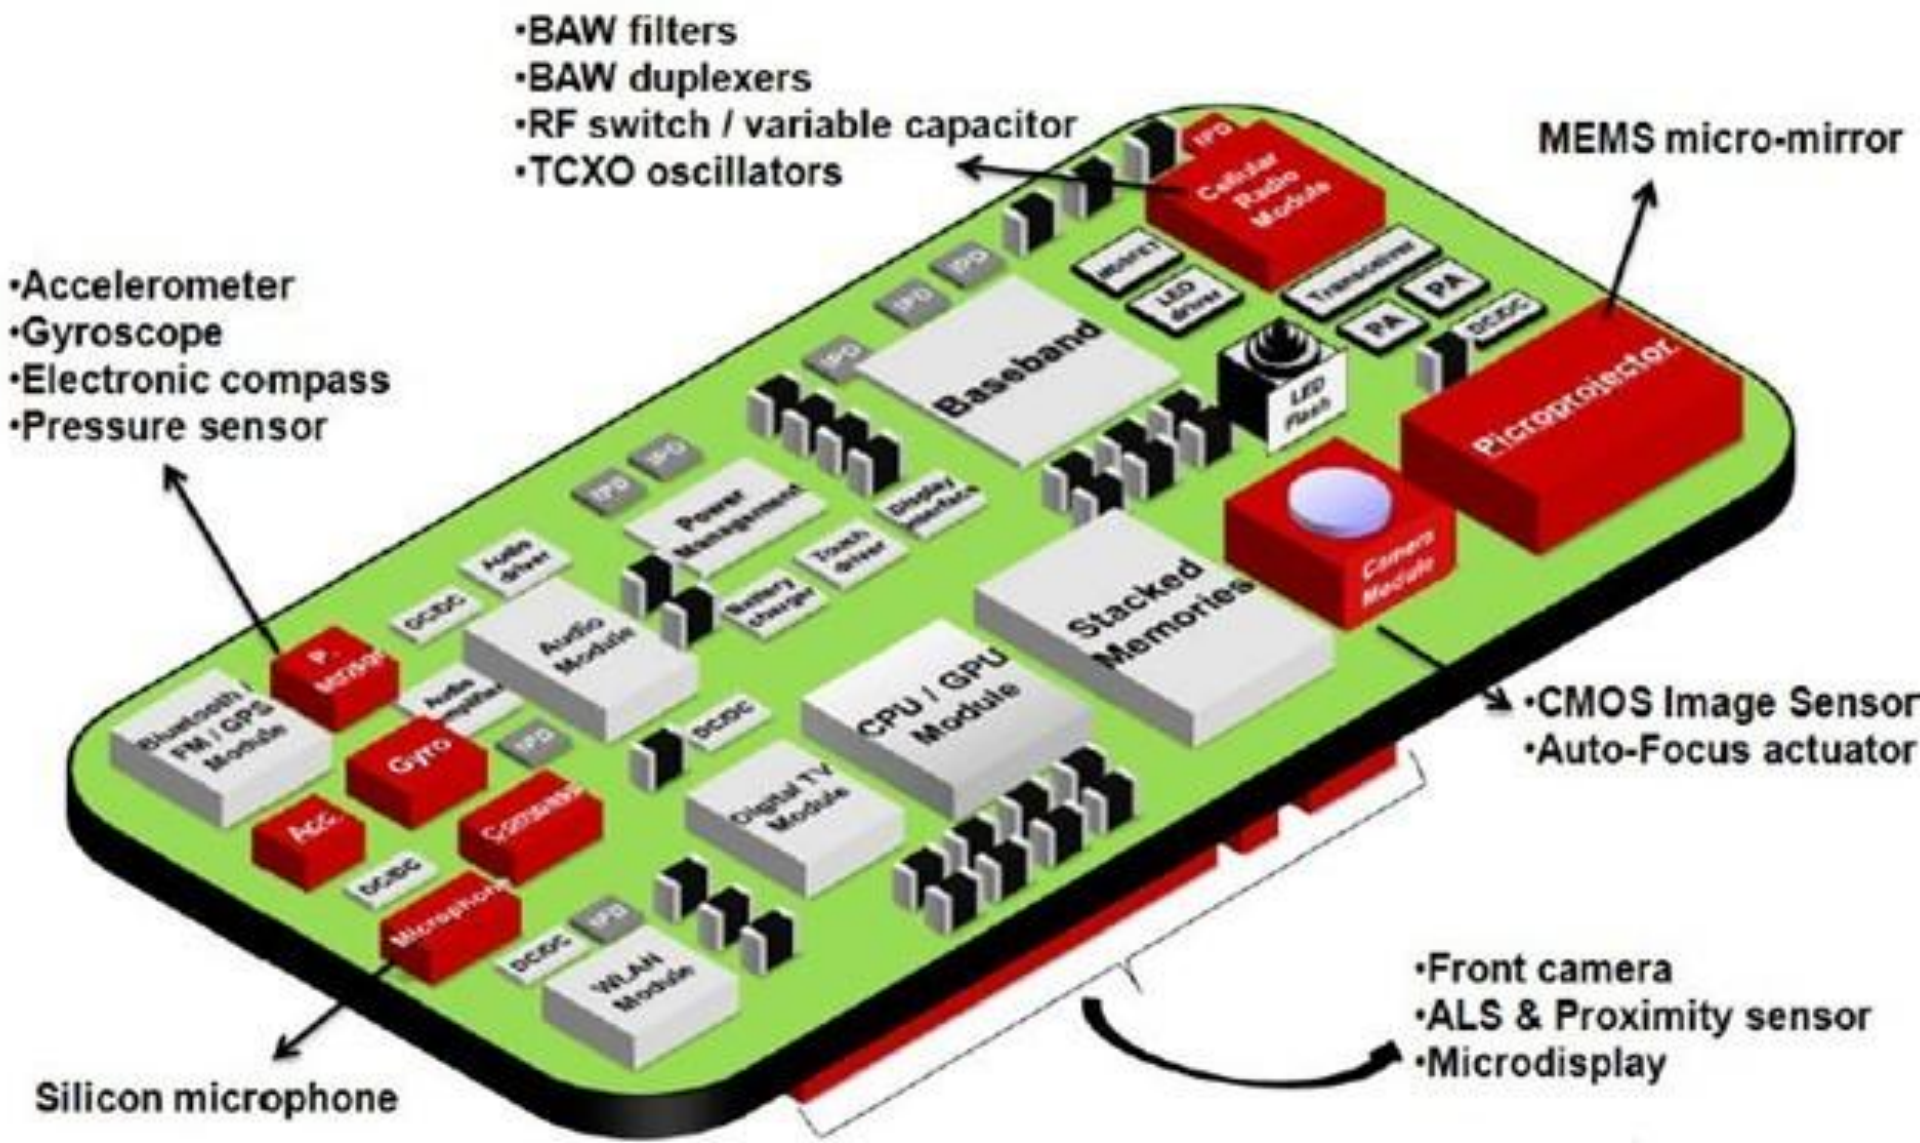 •BAW filters
•BAW duplexers
•RF switch / variable capacitor
•TCXO oscillators
MEMS micro-mirror
•Accelerometer
•Gyroscope
•Electronic compass
•Pressure sensor
IPD
Cellular
Radio
Module
MOSFET
LED
driver
Transceiver
PA
PA
DC/DC
IPD
IPD
IPD
Baseband
LED
Flash
Picroprojector
IPD
IPD
Power
Management
Display
Touch
driver
Battery
charger
Camera
Module
Stacked
Memories
Audio
driver
DC/DC
Audio
Module
P.
Bluetooth /
FM / GPS
Module
Audio
Gyro
IPD
DC/DC
CPU / GPU
Module
Digital TV
Module
Acc.
Compass
DC/DC
Microphone
IPD
DC/DC
WLAN
Module
•CMOS Image Sensor
•Auto-Focus actuator
•Front camera
•ALS & Proximity sensor
•Microdisplay
Silicon microphone